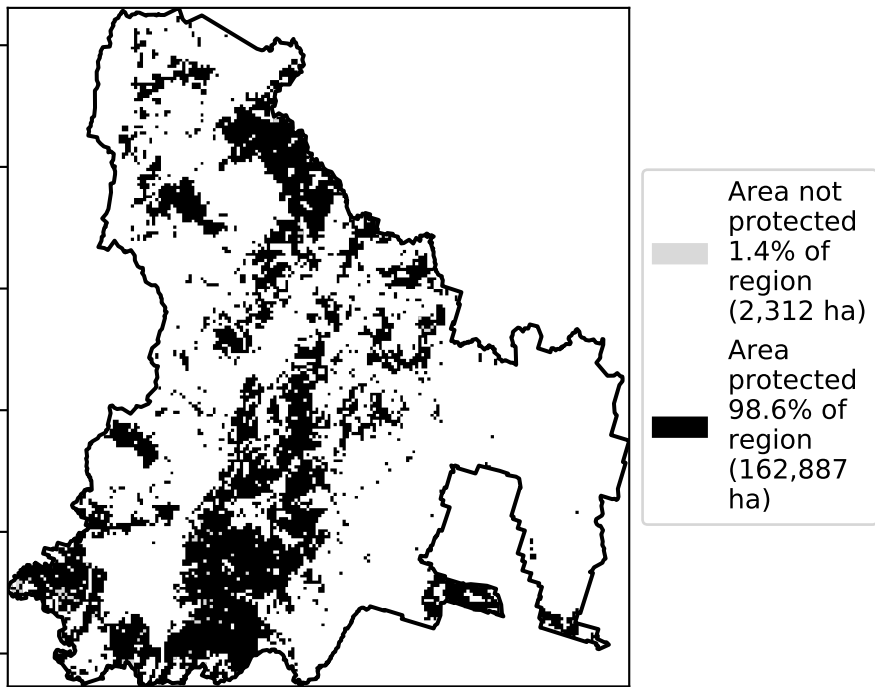 Area not
protected
1.4% of
region
(2,312 ha)
Area
protected
98.6% of
region
(162,887
ha)